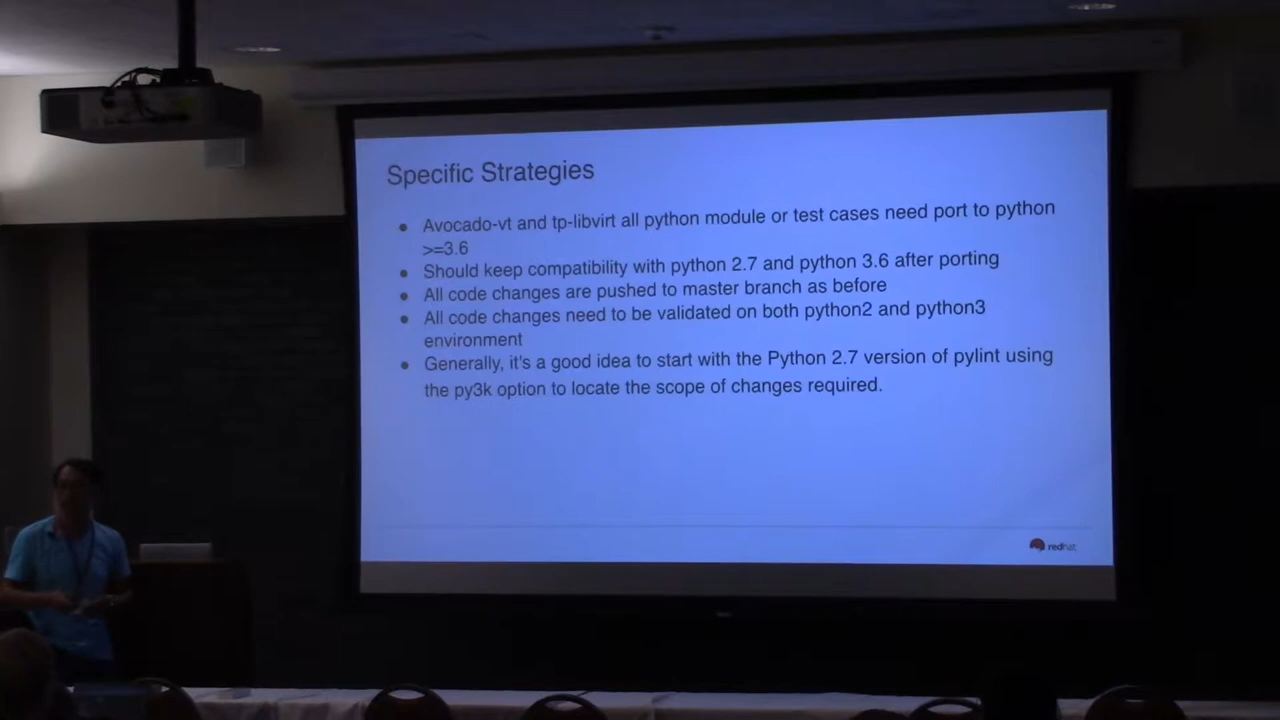 Specific Strategies
● Avocado-vt and tp-libvirt all python module or test cases need port to python
>=3.6
● Should keep compatibility with python 2.7 and python 3.6 after porting
● All code changes are pushed to master branch as before
● All code changes need to be validated on both python2 and python3
environment
● Generally, it's a good idea to start with the Python 2.7 version of pylint using
the py3k option to locate the scope of changes required.
redhat